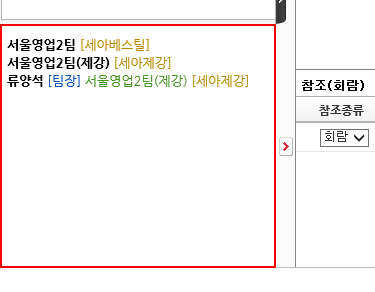 서울영업2팀 [세아베스틸]
서울영업2팀(제강) [세아제강]
류양석 [팀장] 서울영업2팀(제강) [세아제강]
참조(회람)
참조종류
회람